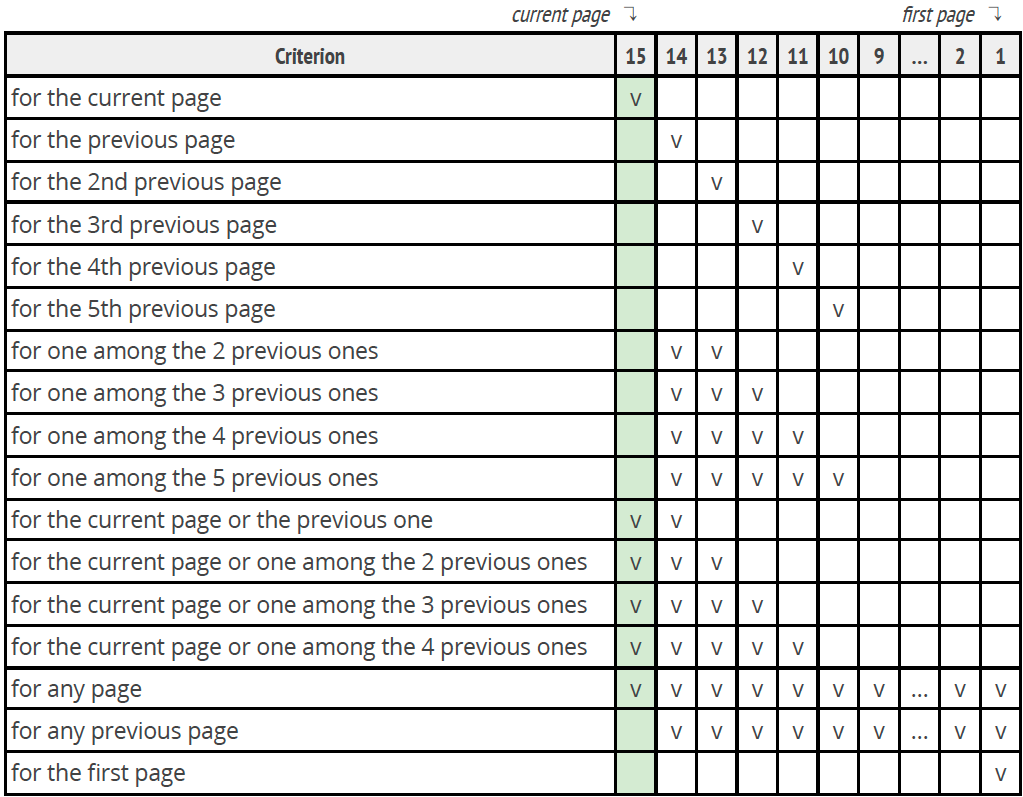 current page ↴ first page ↴
Criterion 15 14 13 12 11 10 9 ... 2 1
for the current page v
for the previous page v
for the 2nd previous page v
for the 3rd previous page v
for the 4th previous page v
for the 5th previous page v
for one among the 2 previous ones v v
for one among the 3 previous ones v v v
for one among the 4 previous ones v v v v
for one among the 5 previous ones v v v v v
for the current page or the previous one v v
for the current page or one among the 2 previous ones v v v
for the current page or one among the 3 previous ones v v v v
for the current page or one among the 4 previous ones v v v v v
for any page v v v v v v v ... v v
for any previous page v v v v v v ... v v
for the first page v